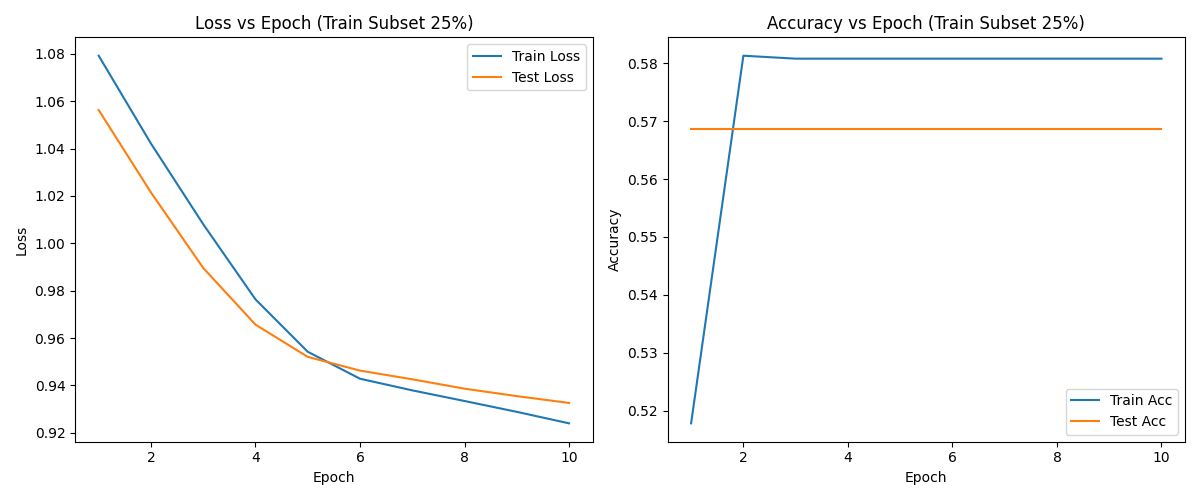 Loss vs Epoch (Train Subset 25%)
1.08
1.06
1.04
1.02
1.00
0.98
0.96
0.94
0.92
Loss
2 4 6 8 10
Epoch
Train Loss
Test Loss
Accuracy vs Epoch (Train Subset 25%)
0.58
0.57
0.56
0.55
0.54
0.53
0.52
Accuracy
2 4 6 8 10
Epoch
Train Acc
Test Acc